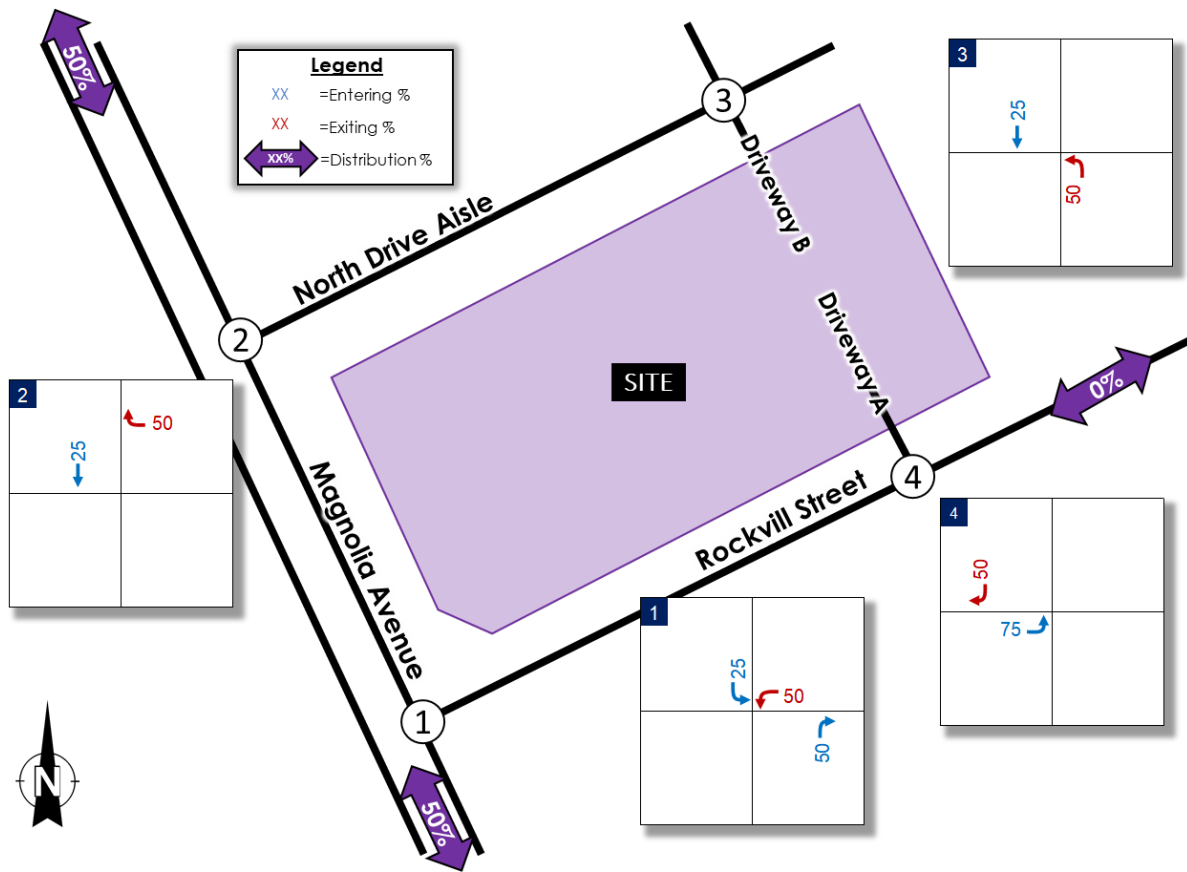 50%
Legend
XX =Entering %
XX =Exiting %
XX% =Distribution %
3
25
50
3
Driveway B
North Drive Aisle
2
Driveway A
SITE
0%
2
25
50
Magnolia Avenue
4
Rockvill Street
4
50
75
1
25
50
50
1
N
50%